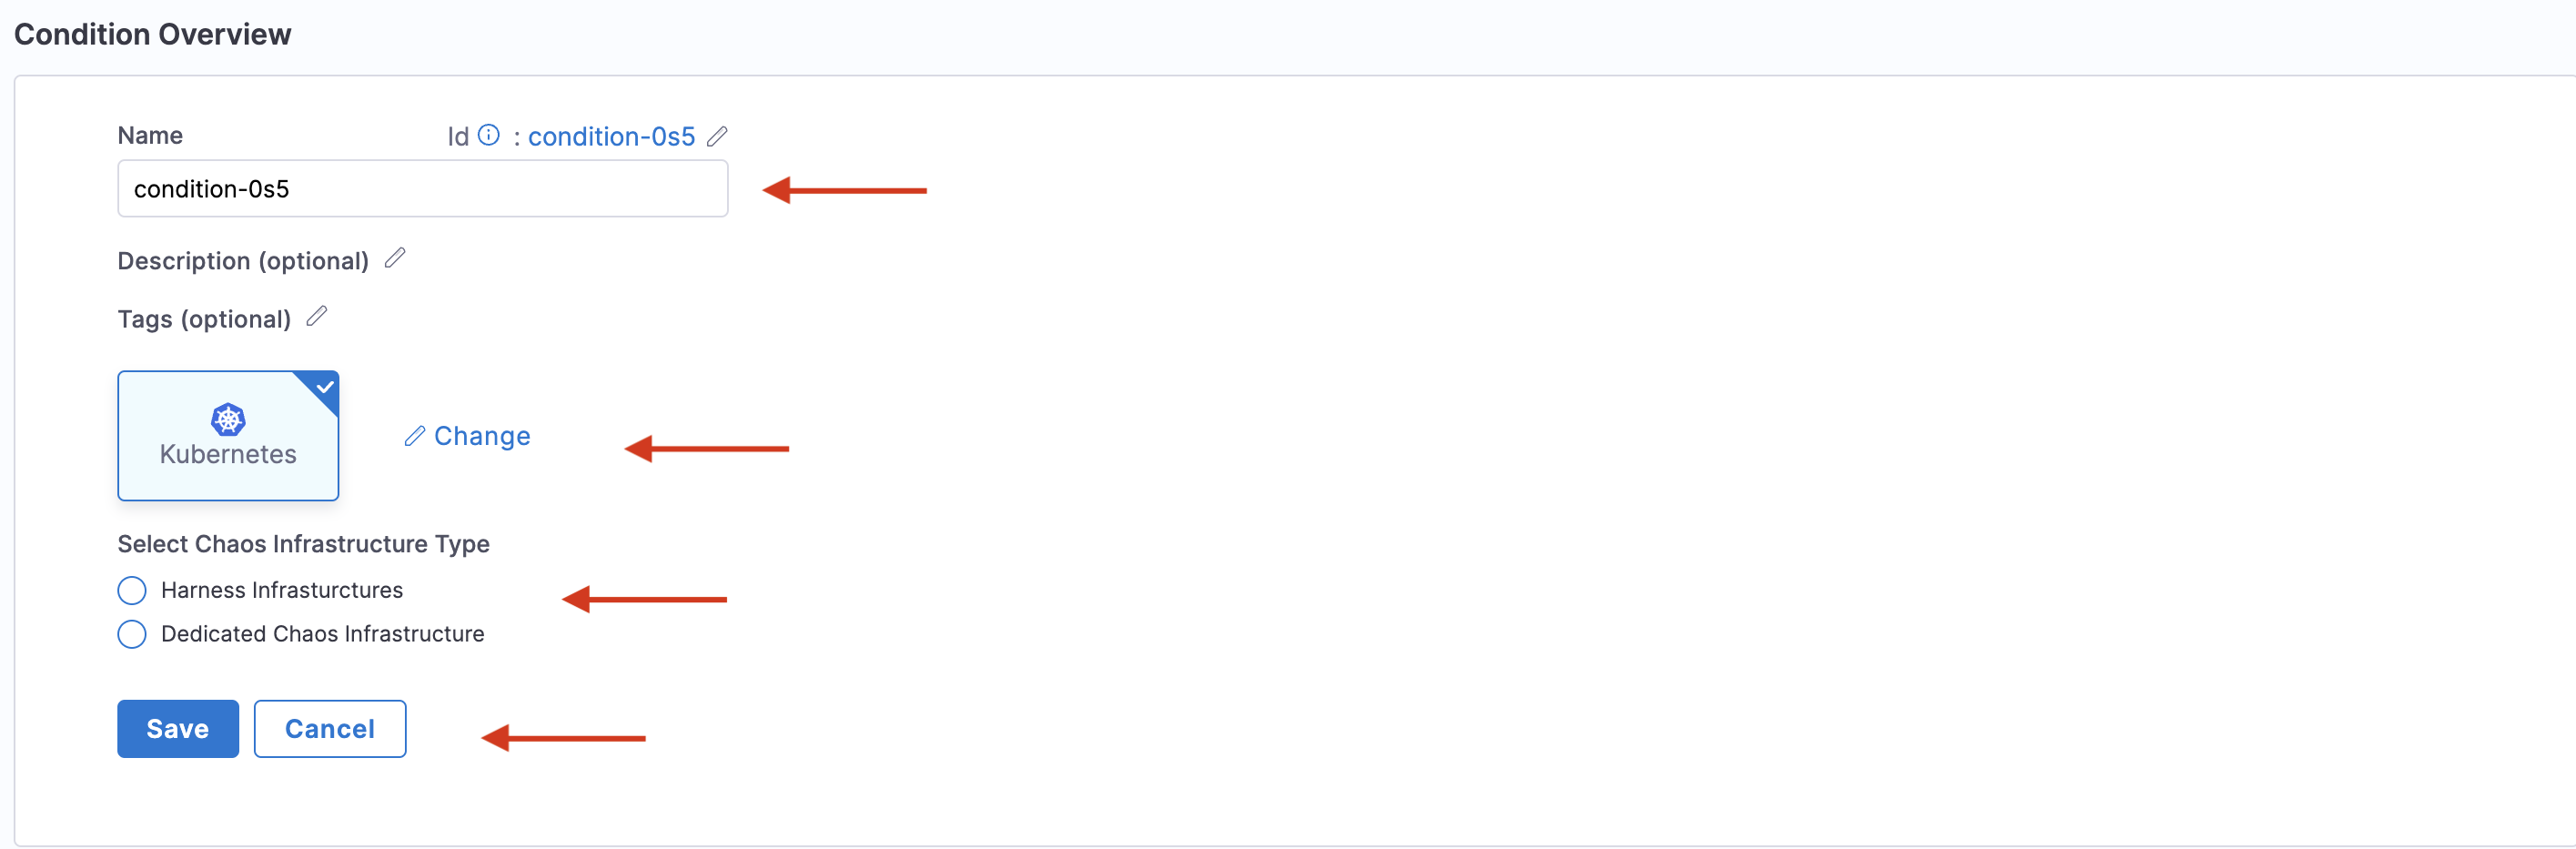 Condition Overview
Name
Id : condition-0s5
condition-0s5
Description (optional)
Tags (optional)
Kubernetes
Change
Select Chaos Infrastructure Type
Harness Infrasturctures
Dedicated Chaos Infrastructure
Save
Cancel